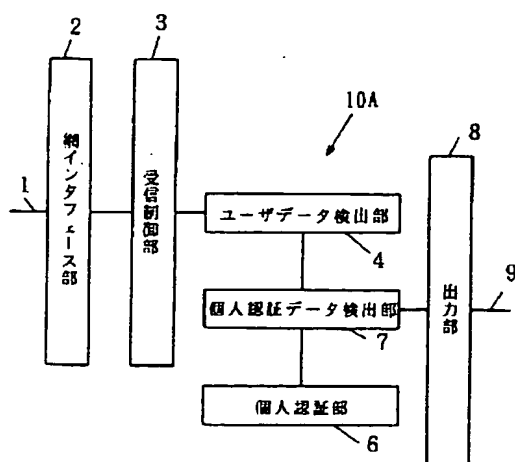 2
3
10A
8
1
網インタフェース部
受信制御部
ユーザデータ検出部
4
個人認証データ検出部
7
個人認証部
6
出力部
9